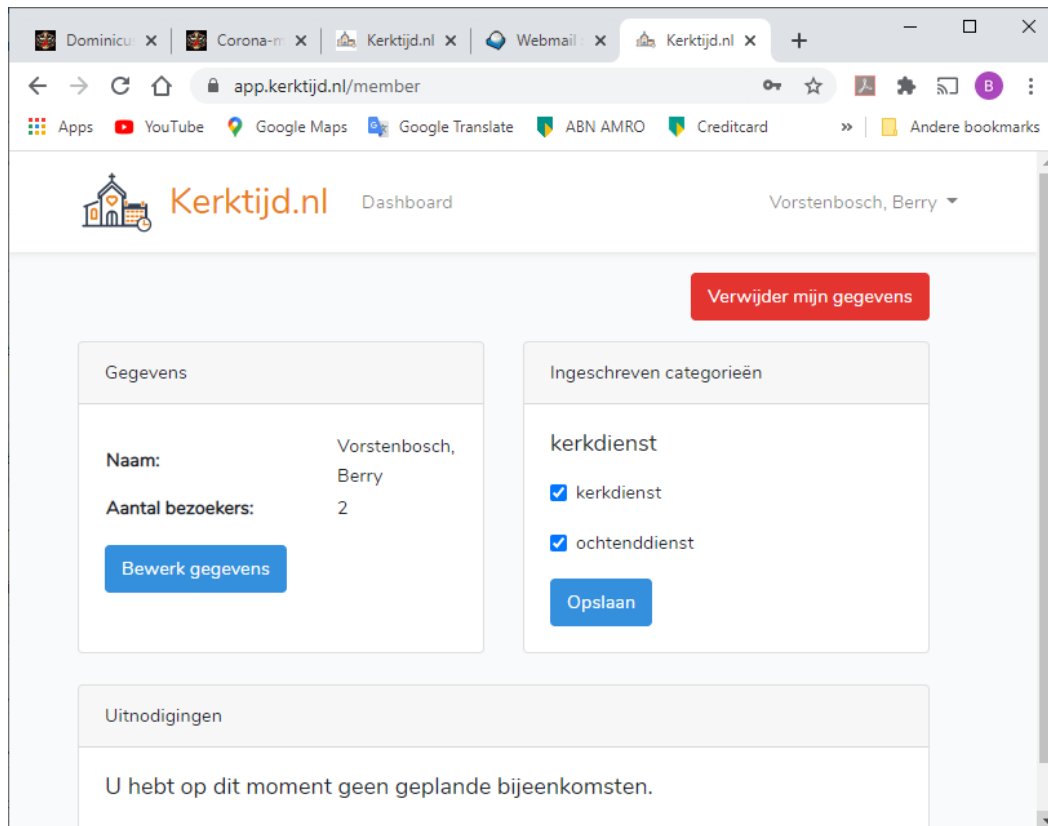 Dominicu
Corona-m
Kerktijd.nl
Webmail :
Kerktijd.nl
app.kerktijd.nl/member
B
Apps
YouTube
Google Maps
Google Translate
ABN AMRO
Creditcard
»
Andere bookmarks
Kerktijd.nl
Dashboard
Vorstenbosch, Berry
Verwijder mijn gegevens
Gegevens
Naam:
Vorstenbosch,
Berry
Aantal bezoekers:
2
Bewerk gegevens
Ingeschreven categorieën
kerkdienst
kerkdienst
ochtenddienst
Opslaan
Uitnodigingen
U hebt op dit moment geen geplande bijeenkomsten.